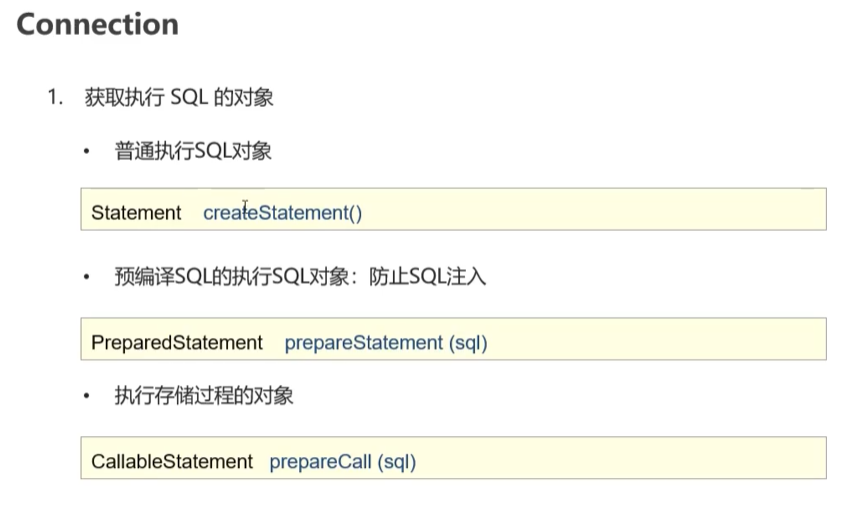 Connection
1. 获取执行 SQL 的对象
• 普通执行SQL对象
Statement createStatement()
• 预编译SQL的执行SQL对象：防止SQL注入
PreparedStatement prepareStatement (sql)
• 执行存储过程的对象
CallableStatement prepareCall (sql)